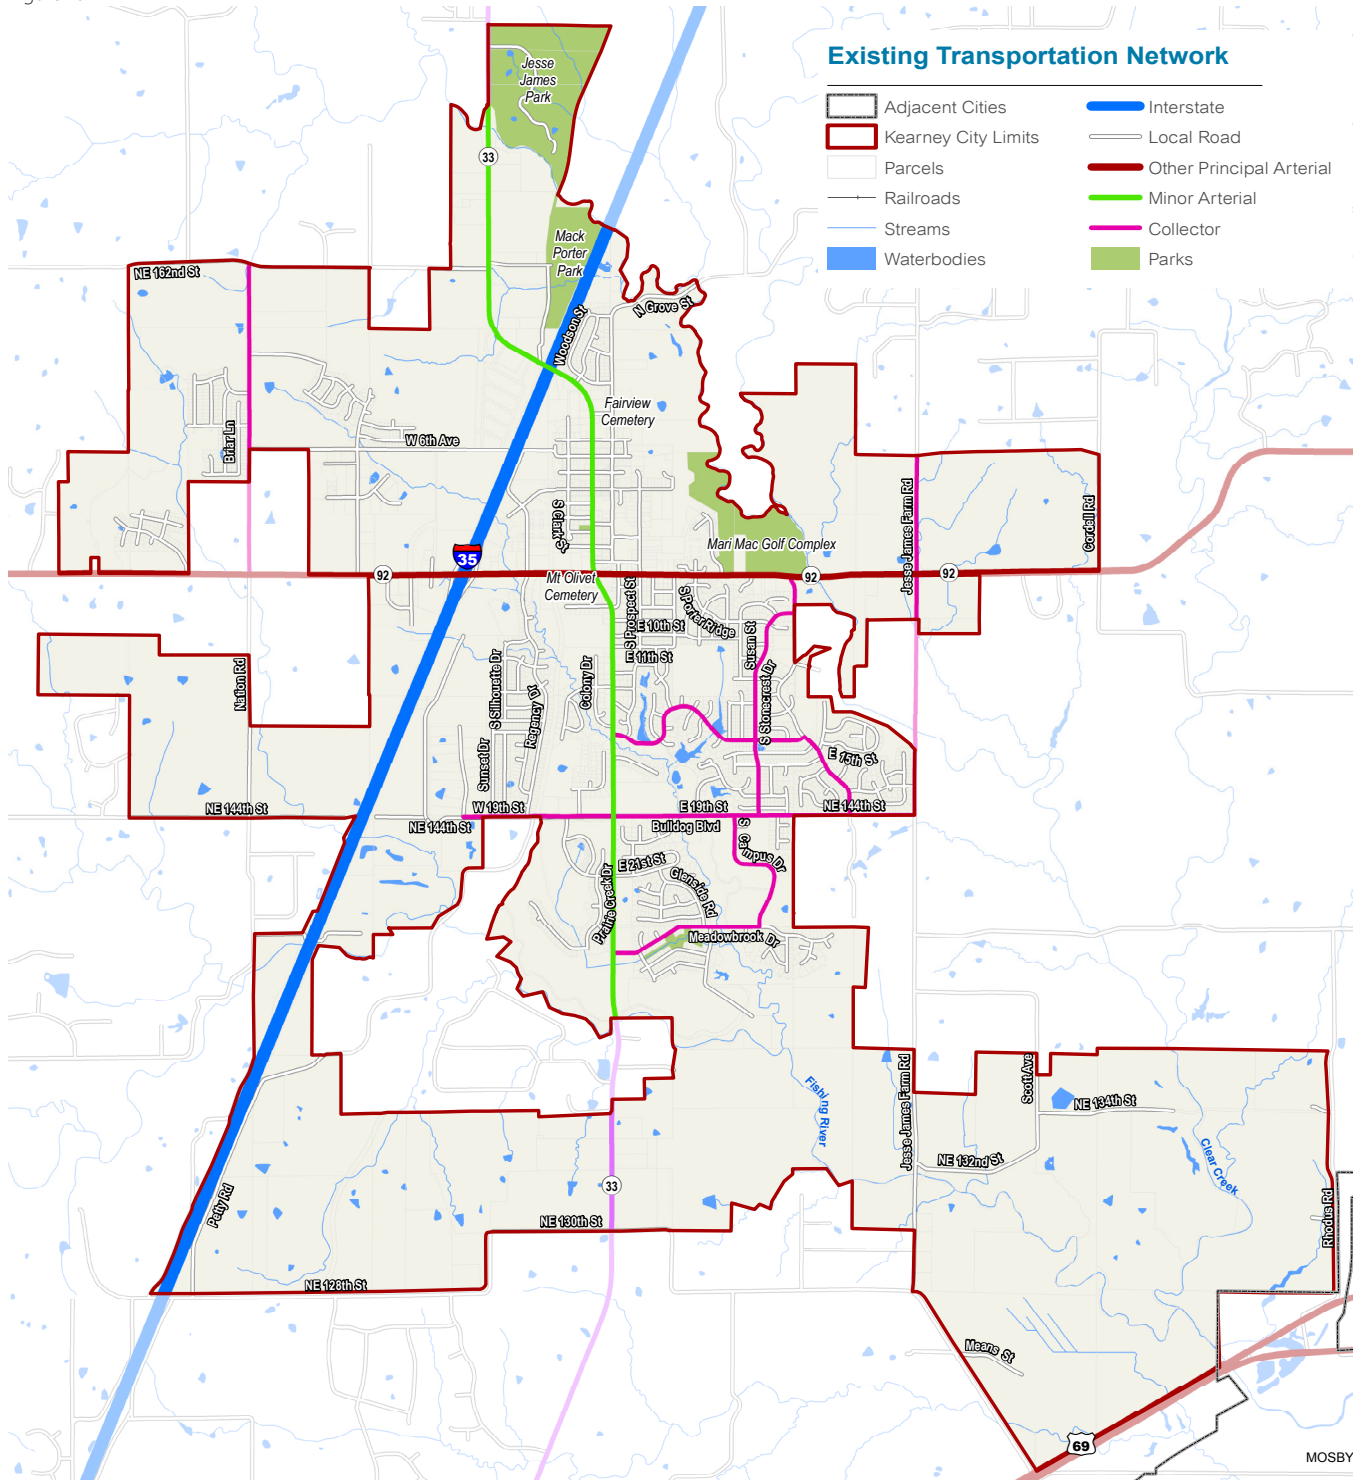 Existing Transportation Network
Adjacent Cities
Kearney City Limits
Parcels
Railroads
Streams
Waterbodies
Interstate
Local Road
Other Principal Arterial
Minor Arterial
Collector
Parks
Jesse
James
Park
33
Mack
Porter
Park
NE 162nd St
N Grove St
Woodson St
Fairview
Cemetery
Briar Ln
W 6th Ave
S Clark St
Mari Mac Golf Complex
Jesse James Farm Rd
Cordell Rd
35
92
92
92
Mt Olivet
Cemetery
S Prospect St
S Porter Ridge
E 10th St
E 11th St
Susan St
Nation Rd
S Sillhouette Dr
Regency Dr
Colony Dr
S Stonecrest Dr
Sunset Dr
E 15th St
NE 144th St
W 19th St
E 19th St
NE 144th St
NE 144th St
Bulldog Blvd
S Campus Dr
E 21st St
Glenside Rd
Prairie Creek Dr
Meadowbrook Dr
Fishing River
Jesse James Farm Rd
Scott Ave
NE 134th St
Clear Creek
NE 132nd St
33
Petty Rd
NE 130th St
Rhodus Rd
NE 128th St
Means St
69
MOSBY